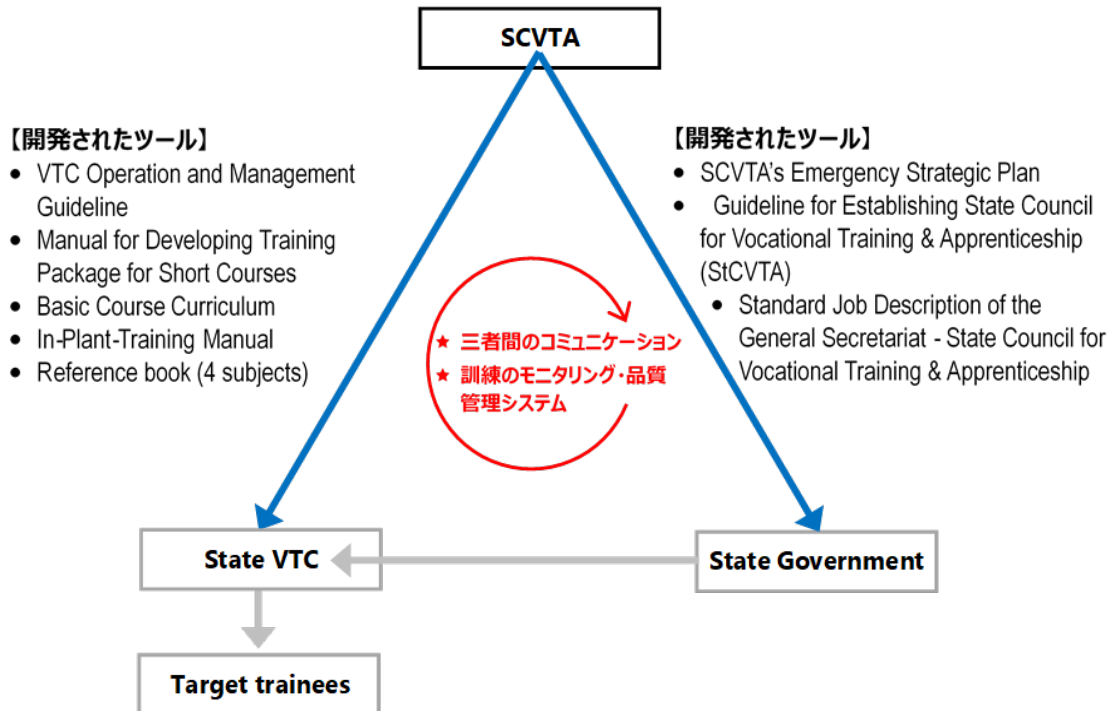 SCVTA
【開発されたツール】
• VTC Operation and Management
Guideline
• Manual for Developing Training
Package for Short Courses
• Basic Course Curriculum
• In-Plant-Training Manual
• Reference book (4 subjects)
【開発されたツール】
• SCVTA's Emergency Strategic Plan
• Guideline for Establishing State Council
for Vocational Training & Apprenticeship
(StCVTA)
• Standard Job Description of the
General Secretariat - State Council for
Vocational Training & Apprenticeship
★ 三者間のコミュニケーション
★ 訓練のモニタリング・品質
管理システム
State VTC
State Government
Target trainees